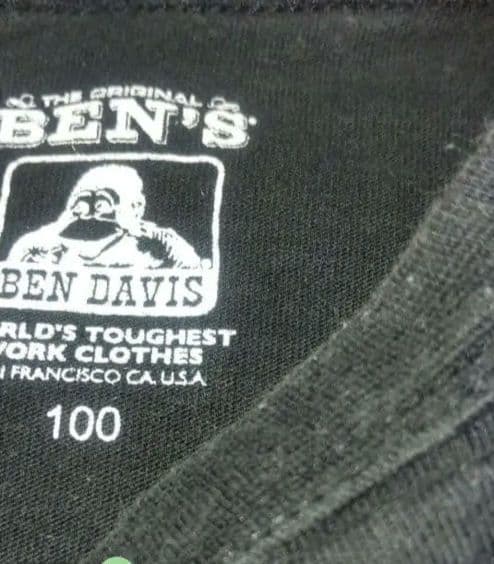 THE ORIGINAL
BEN'S
BEN DAVIS
RLD'S TOUGHEST
ORK CLOTHES
FRANCISCO CA. U.S.A
100